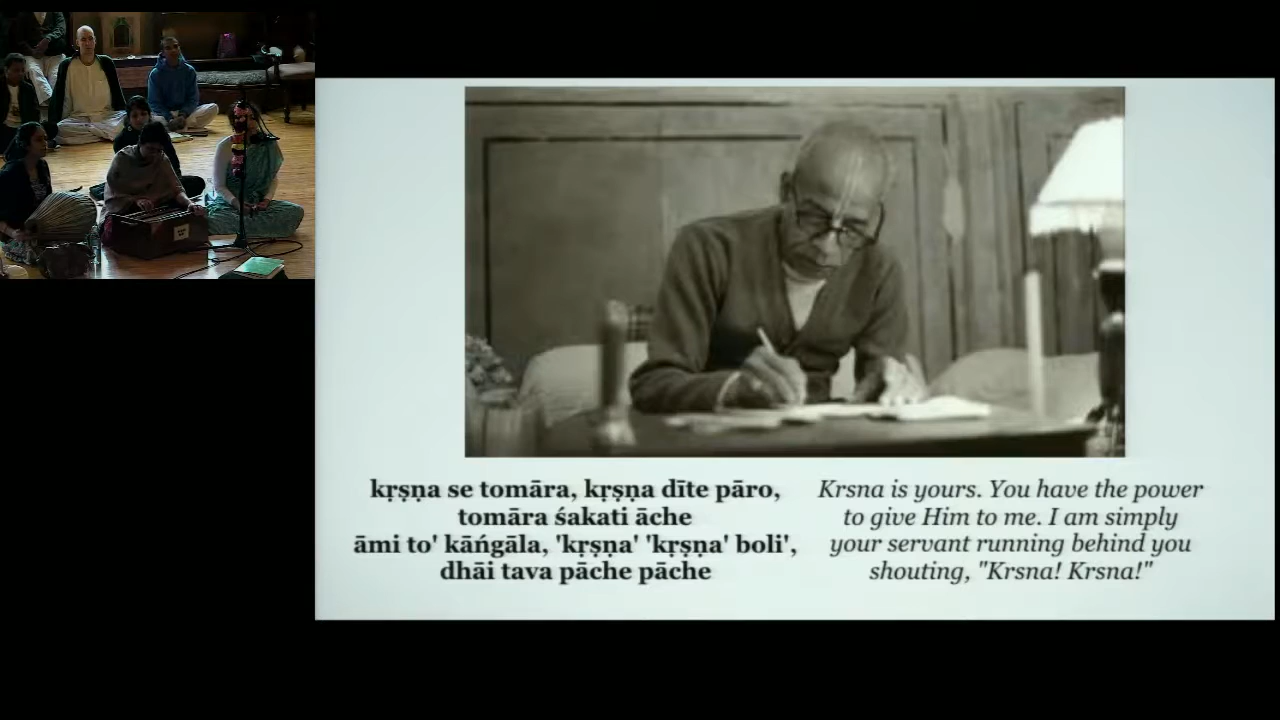 kṛṣṇa se tomāra, kṛṣṇa dīte pāro,
tomāra śakati āche
āmi to' kāńgāla, 'kṛṣṇa' 'kṛṣṇa' boli',
dhāi tava pāche pāche
Krsna is yours. You have the power
to give Him to me. I am simply
your servant running behind you
shouting, "Krsna! Krsna!"